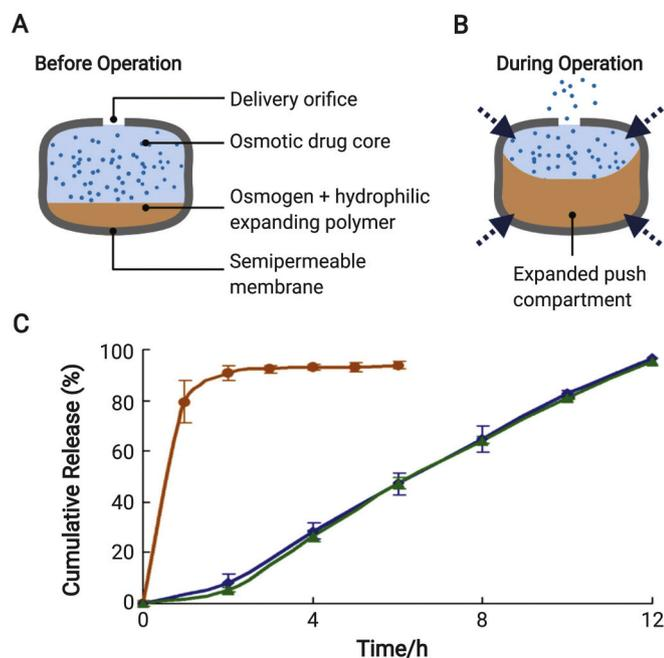 A
Before Operation
Delivery orifice
Osmotic drug core
Osmogen + hydrophilic
expanding polymer
Semipermeable
membrane
B
During Operation
Expanded push
compartment
C
Cumulative Release (%)
100
80
60
40
20
0
0 4 8 12
Time/h